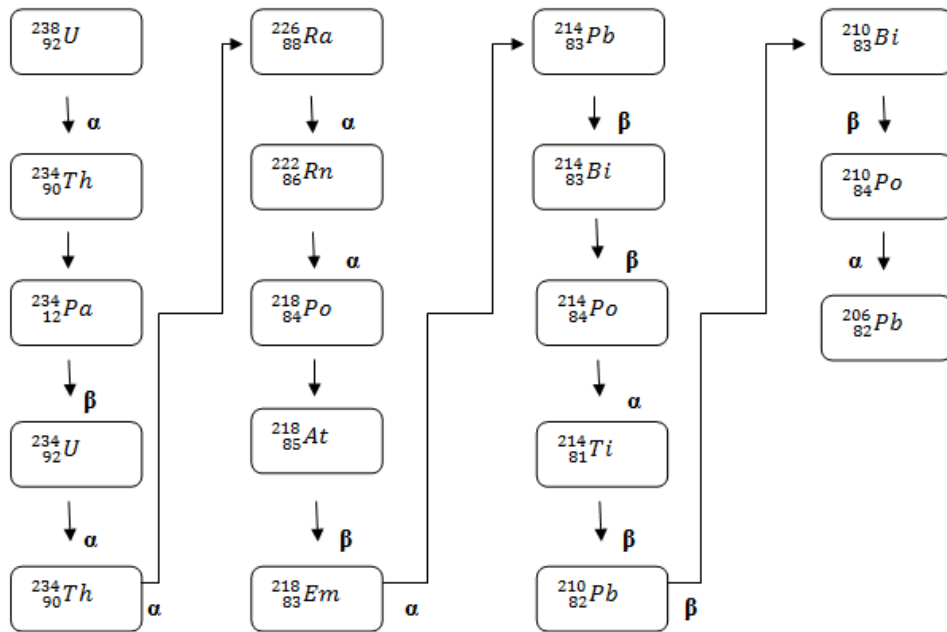 ²³⁸₉₂U
α
²³⁴₉₀Th
²³⁴₁₂Pa
β
²³⁴₉₂U
α
²³⁴₉₀Th
α
²²⁶₈₈Ra
α
²²²₈₆Rn
α
²¹⁸₈₄Po
²¹⁸₈₅At
β
²¹⁸₈₃Em
α
²¹⁴₈₃Pb
β
²¹⁴₈₃Bi
β
²¹⁴₈₄Po
α
²¹⁴₈₁Ti
β
²¹⁰₈₂Pb
β
²¹⁰₈₃Bi
β
²¹⁰₈₄Po
α
²⁰⁶₈₂Pb